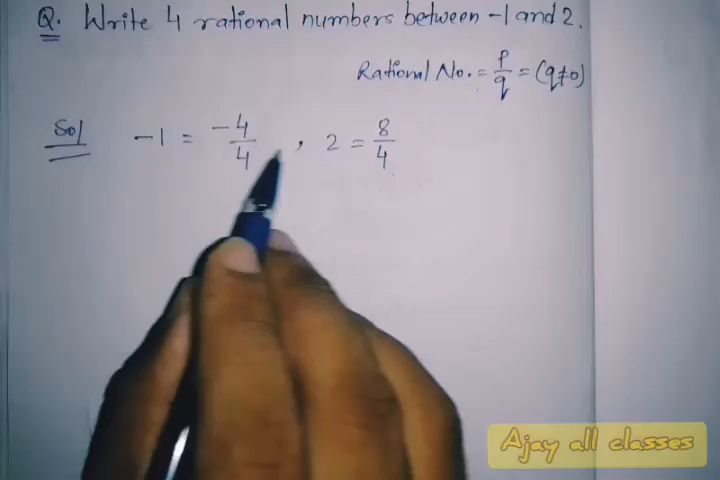 Q. Write 4 rational numbers between -1 and 2.
Rational No. = p/q = (q≠0)
Sol -1 = -4/4 , 2 = 8/4
Ajay all classes